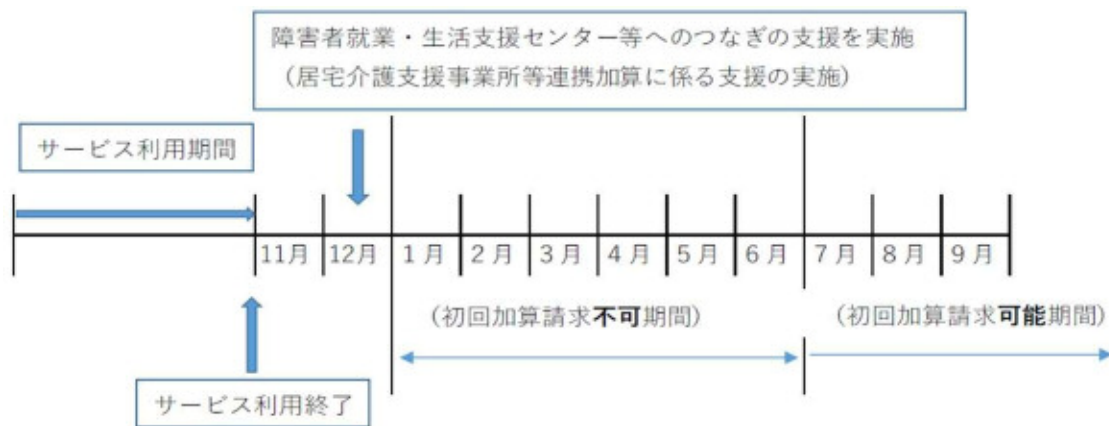 障害者就業・生活支援センター等へのつなぎの支援を実施
(居宅介護支援事業所等連携加算に係る支援の実施)
サービス利用期間
11月 12月 1月 2月 3月 4月 5月 6月 7月 8月 9月
(初回加算請求不可期間) (初回加算請求可能期間)
サービス利用終了